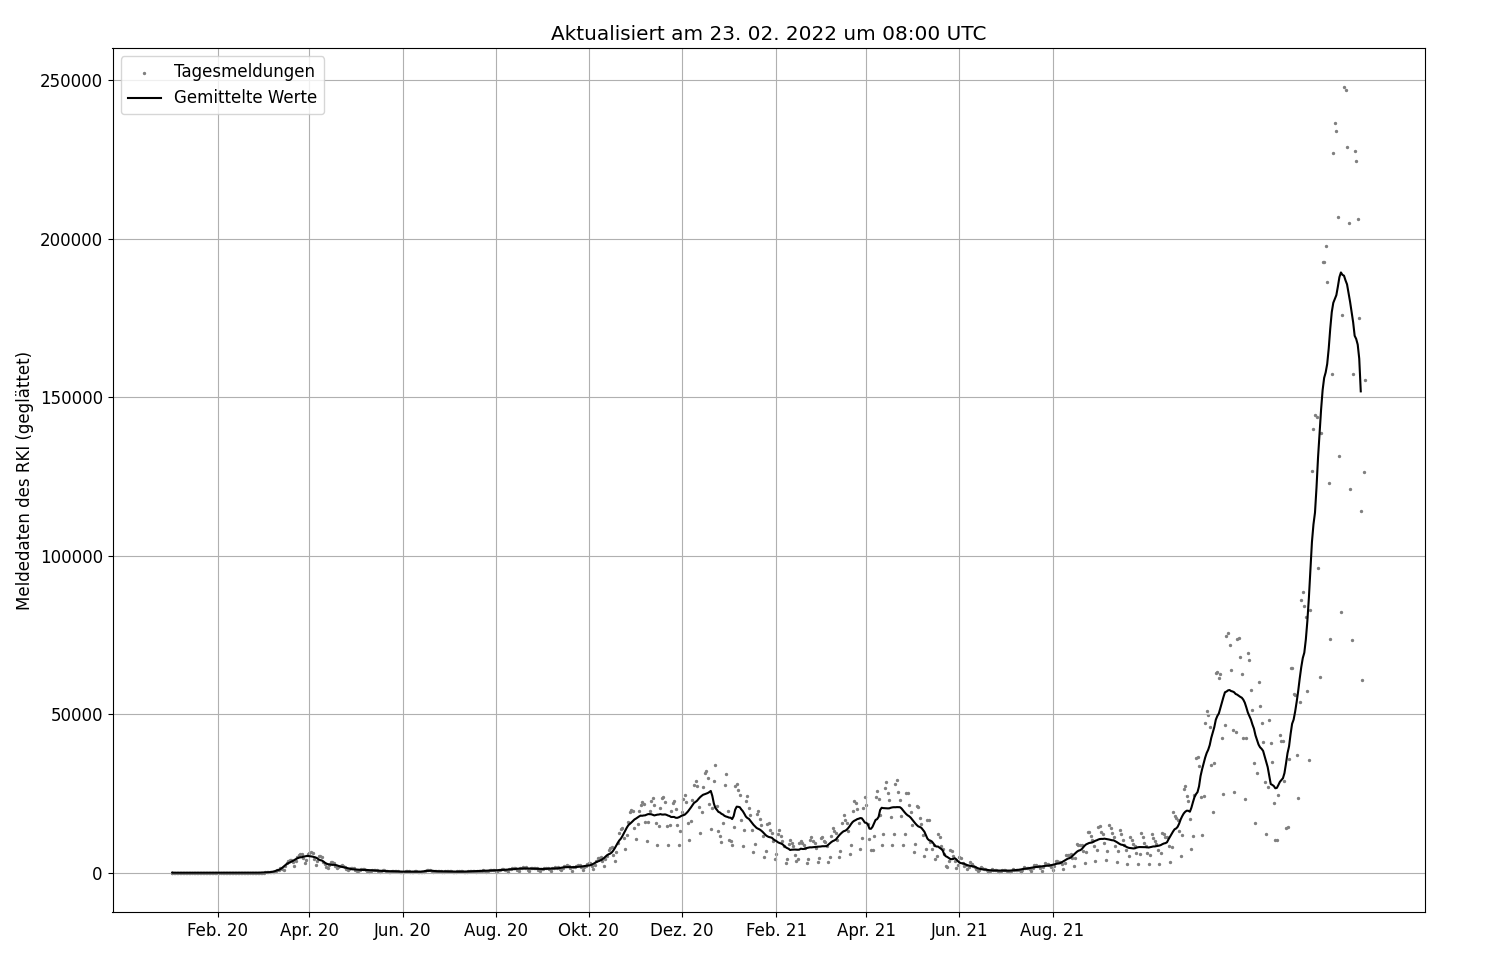 Aktualisiert am 23. 02. 2022 um 08:00 UTC
Tagesmeldungen
Gemittelte Werte
Meldedaten des RKI (geglättet)
250000
200000
150000
100000
50000
0
Feb. 20 Apr. 20 Jun. 20 Aug. 20 Okt. 20 Dez. 20 Feb. 21 Apr. 21 Jun. 21 Aug. 21